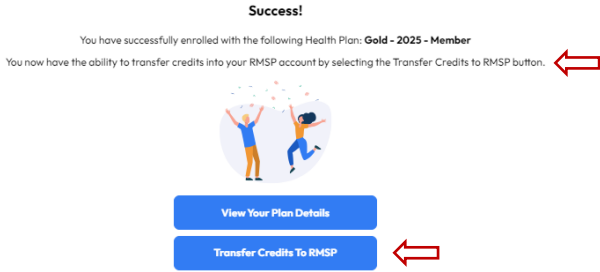 Success!
You have successfully enrolled with the following Health Plan: Gold - 2025 - Member
You now have the ability to transfer credits into your RMSP account by selecting the Transfer Credits to RMSP button.
View Your Plan Details
Transfer Credits To RMSP